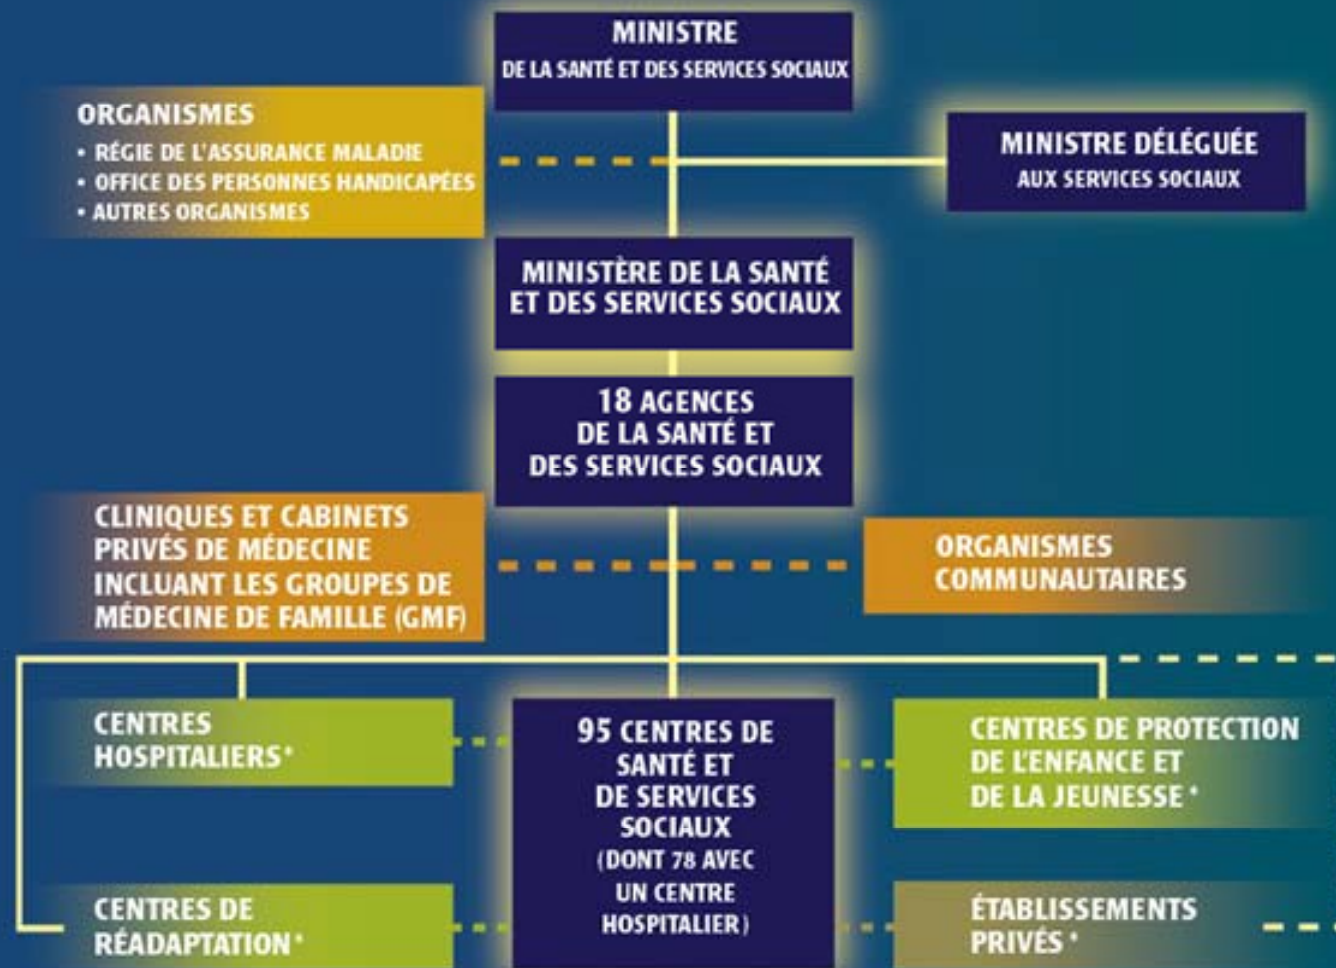 MINISTRE
DE LA SANTÉ ET DES SERVICES SOCIAUX
ORGANISMES
• RÉGIE DE L'ASSURANCE MALADIE
• OFFICE DES PERSONNES HANDICAPÉES
• AUTRES ORGANISMES
MINISTRE DÉLÉGUÉE
AUX SERVICES SOCIAUX
MINISTÈRE DE LA SANTÉ
ET DES SERVICES SOCIAUX
18 AGENCES
DE LA SANTÉ ET
DES SERVICES SOCIAUX
CLINIQUES ET CABINETS
PRIVÉS DE MÉDECINE
INCLUANT LES GROUPES DE
MÉDECINE DE FAMILLE (GMF)
ORGANISMES
COMMUNAUTAIRES
CENTRES
HOSPITALIERS*
95 CENTRES DE
SANTÉ ET
DE SERVICES
SOCIAUX
(DONT 78 AVEC
UN CENTRE
HOSPITALIER)
CENTRES DE PROTECTION
DE L'ENFANCE ET
DE LA JEUNESSE*
CENTRES DE
RÉADAPTATION*
ÉTABLISSEMENTS
PRIVÉS*